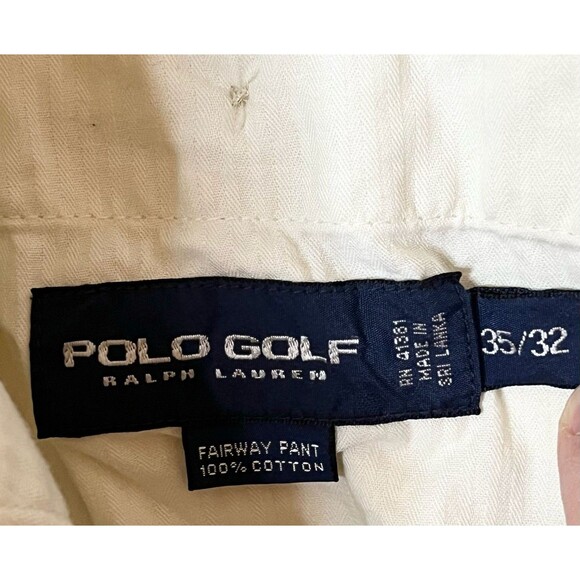 POLO GOLF
RALPH LAUREN
RN 41381
MADE IN
SRI LANKA
35/32
FAIRWAY PANT
100% COTTON